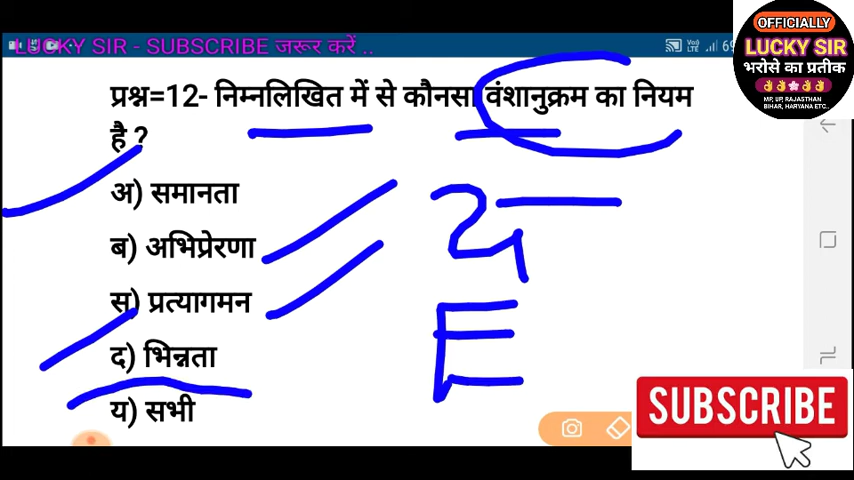 OFFICIALLY
LUCKY SIR
भरोसे का प्रतीक
MP, UP, RAJASTHAN
BIHAR, HARYANA ETC..
LUCKY SIR - SUBSCRIBE जरूर करें ..
प्रश्न=12- निम्नलिखित में से कौनसा वंशानुक्रम का नियम
है ?
अ) समानता
ब) अभिप्रेरणा
स) प्रत्यागमन
द) भिन्नता
य) सभी
E
SUBSCRIBE